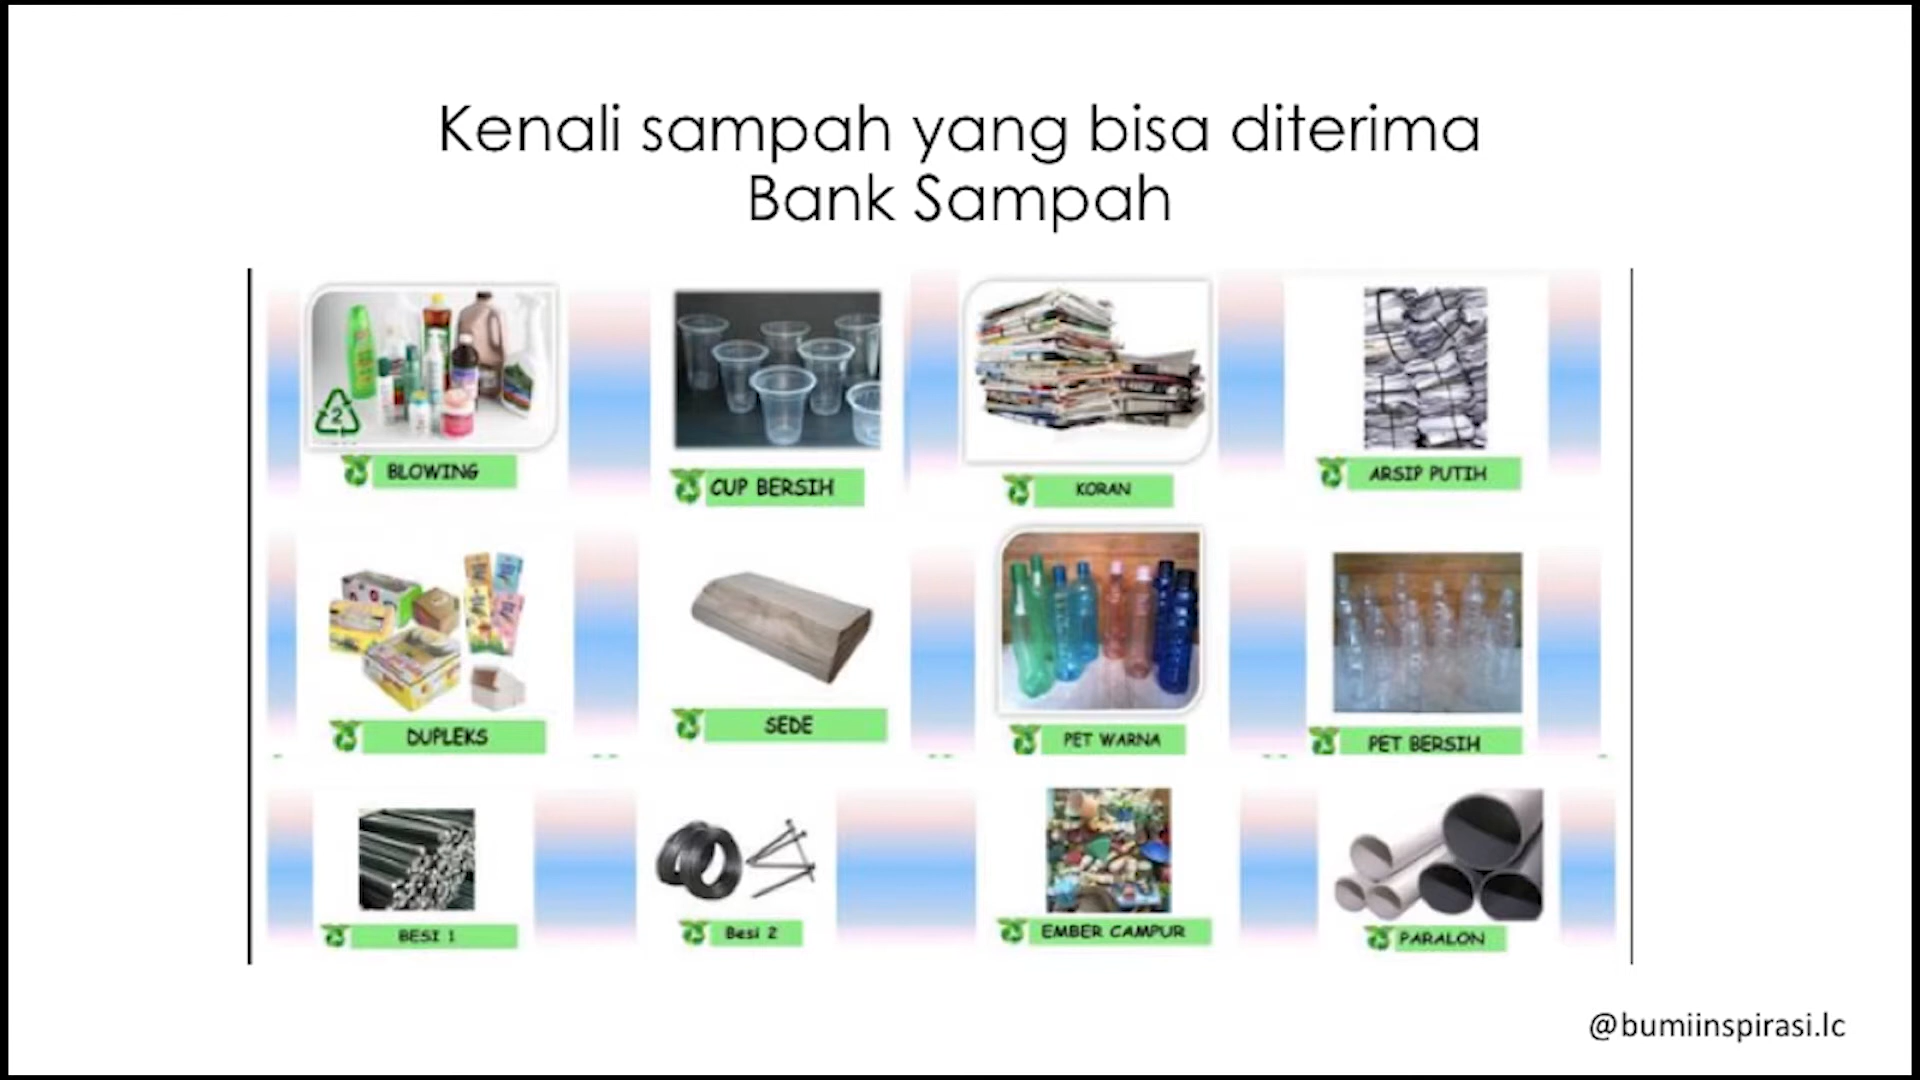 Kenali sampah yang bisa diterima
Bank Sampah
2
BLOWING
CUP BERSIH
KORAN
ARSIP PUTIH
DUPLEKS
SEDE
PET WARNA
PET BERSIH
BESI 1
Besi 2
EMBER CAMPUR
PARALON
@bumiinspirasi.lc